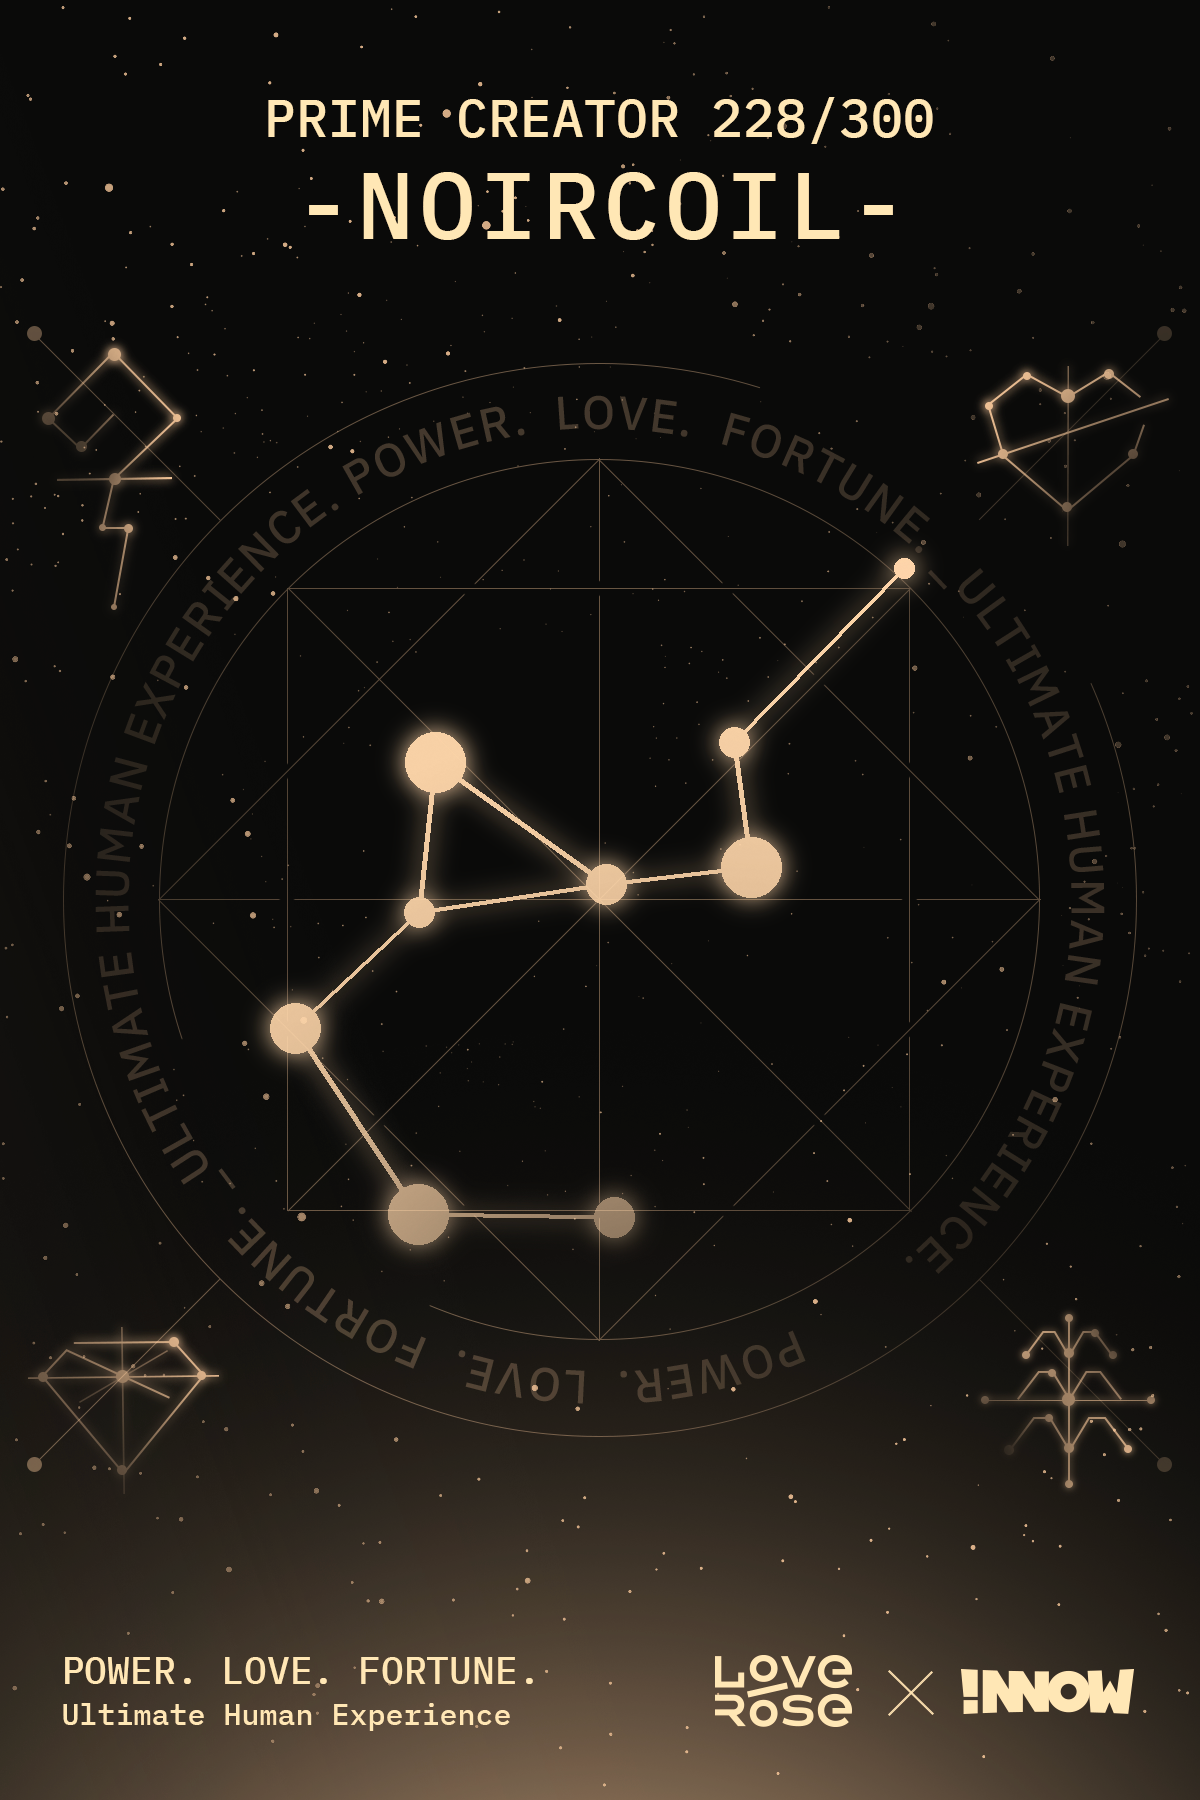 PRIME CREATOR 228/300
-NOIRCOIL-
POWER. LOVE. FORTUNE. – ULTIMATE HUMAN EXPERIENCE.
POWER. LOVE. FORTUNE. – ULTIMATE HUMAN EXPERIENCE.
POWER. LOVE. FORTUNE.
Ultimate Human Experience
LOVE
ROSE
!NNOW